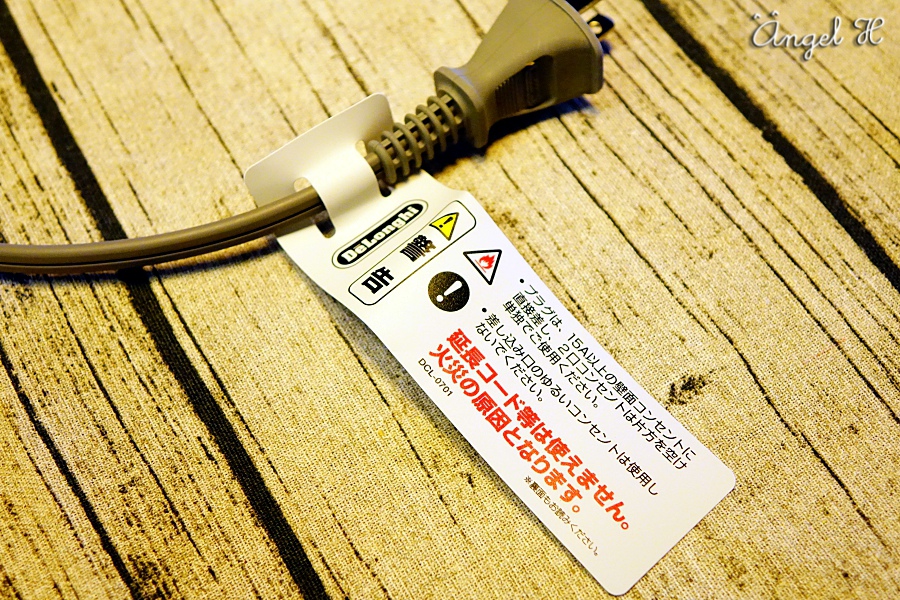 Ängel H
DeLonghi
警告
・プラグは、15A以上の壁面コンセントに
直接差し、2口コンセントは片方を空け
単独でご使用ください。
・差し込み口のゆるいコンセントは使用し
ないでください。
延長コード等は使えません。
火災の原因となります。
DCL-0701
※裏面もお読みください。